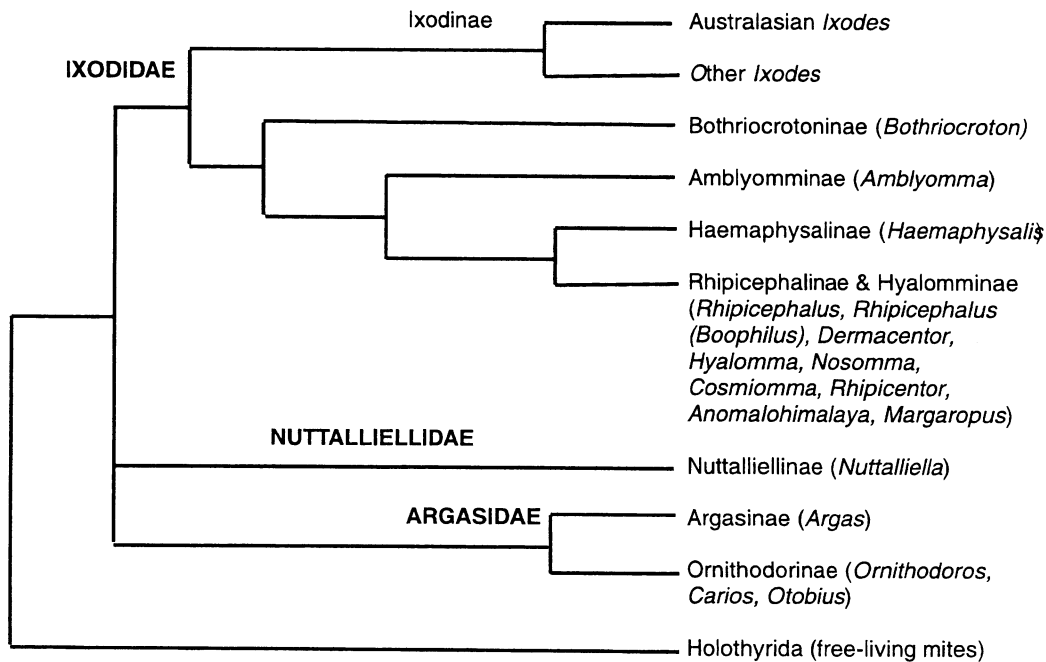 Ixodinae
Australasian Ixodes
IXODIDAE
Other Ixodes
Bothriocrotoninae (Bothriocroton)
Amblyomminae (Amblyomma)
Haemaphysalinae (Haemaphysalis)
Rhipicephalinae & Hyalomminae
(Rhipicephalus, Rhipicephalus
(Boophilus), Dermacentor,
Hyalomma, Nosomma,
Cosmiomma, Rhipicentor,
Anomalohimalaya, Margaropus)
NUTTALLIELLIDAE
Nuttalliellinae (Nuttalliella)
ARGASIDAE
Argasinae (Argas)
Ornithodorinae (Ornithodoros,
Carios, Otobius)
Holothyrida (free-living mites)